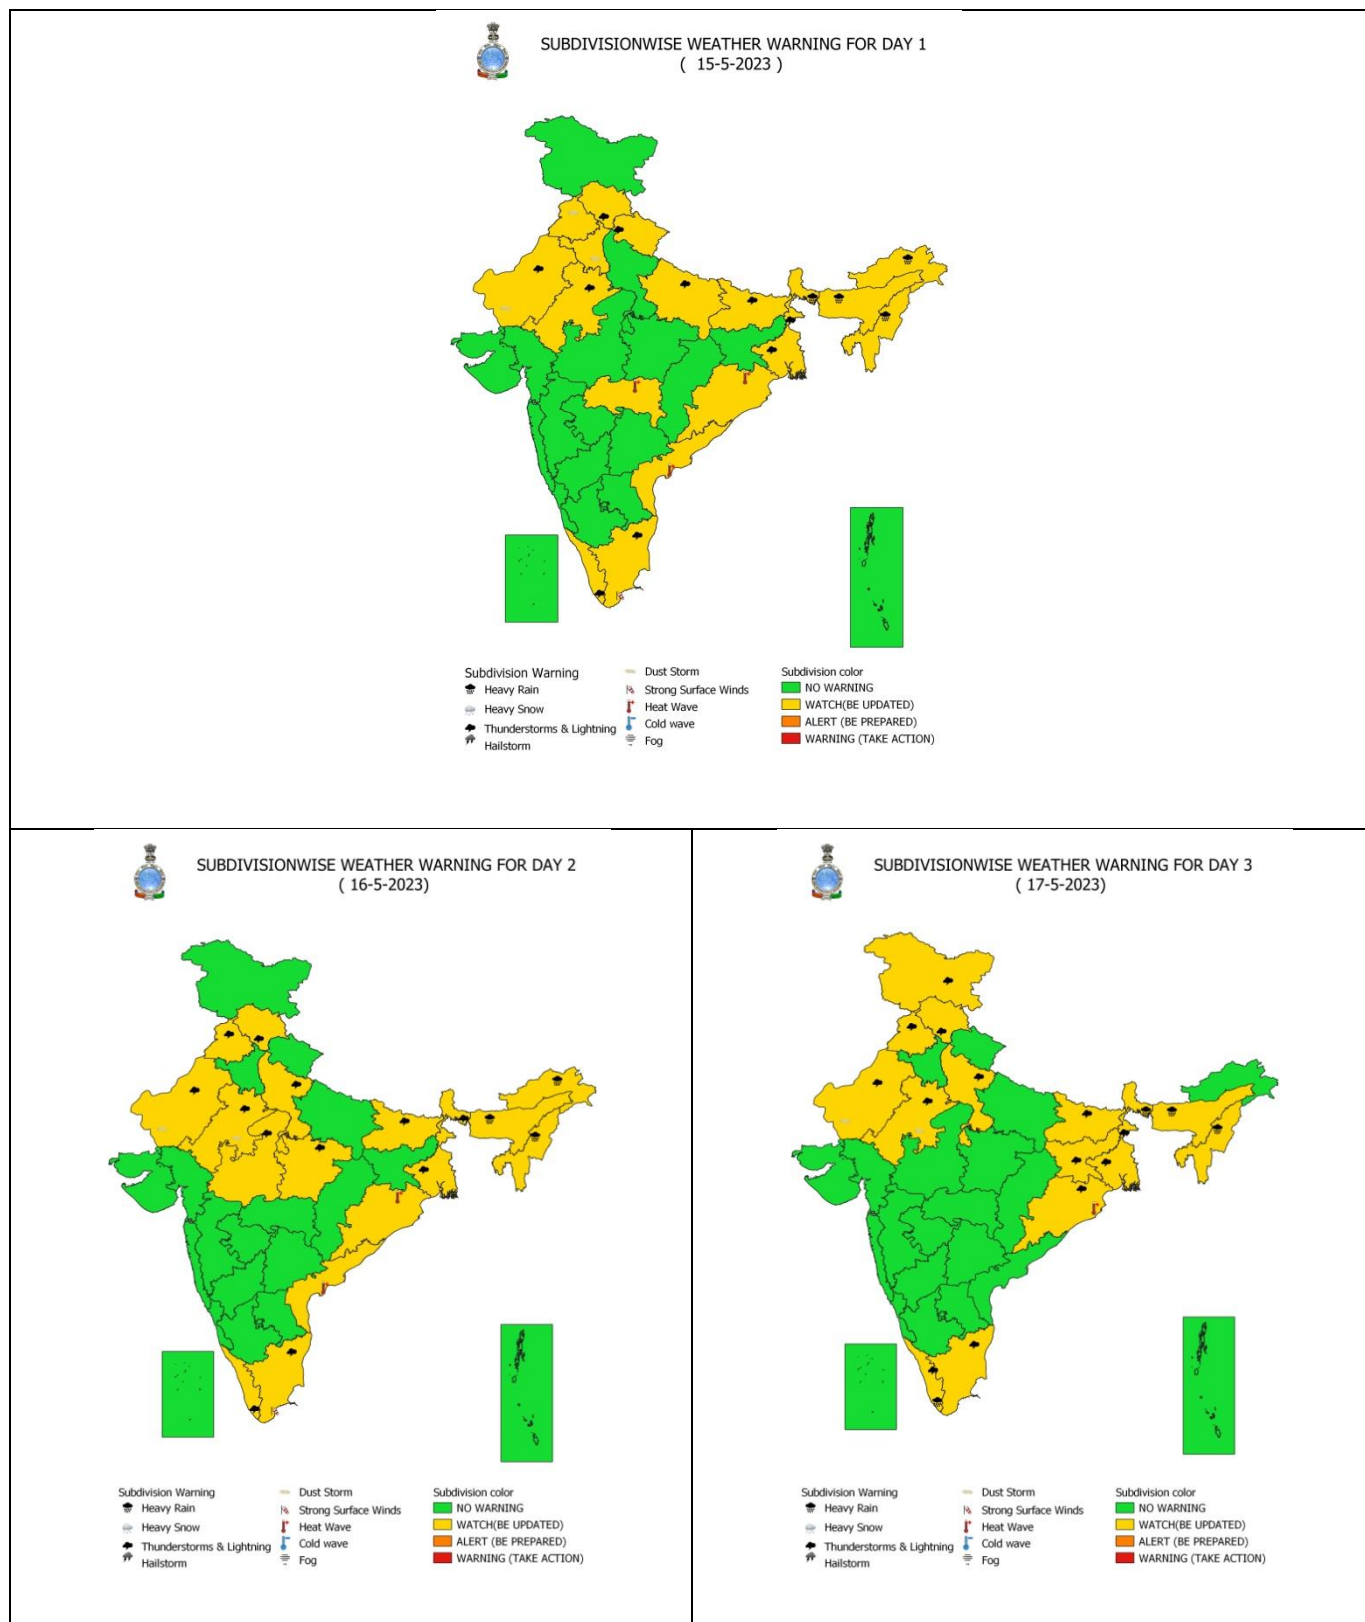 SUBDIVISIONWISE WEATHER WARNING FOR DAY 1
( 15-5-2023 )
Subdivision Warning
Heavy Rain
Heavy Snow
Thunderstorms & Lightning
Hailstorm
Dust Storm
Strong Surface Winds
Heat Wave
Cold wave
Fog
Subdivision color
NO WARNING
WATCH(BE UPDATED)
ALERT (BE PREPARED)
WARNING (TAKE ACTION)
SUBDIVISIONWISE WEATHER WARNING FOR DAY 2
( 16-5-2023)
Subdivision Warning
Heavy Rain
Heavy Snow
Thunderstorms & Lightning
Hailstorm
Dust Storm
Strong Surface Winds
Heat Wave
Cold wave
Fog
Subdivision color
NO WARNING
WATCH(BE UPDATED)
ALERT (BE PREPARED)
WARNING (TAKE ACTION)
SUBDIVISIONWISE WEATHER WARNING FOR DAY 3
( 17-5-2023)
Subdivision Warning
Heavy Rain
Heavy Snow
Thunderstorms & Lightning
Hailstorm
Dust Storm
Strong Surface Winds
Heat Wave
Cold wave
Fog
Subdivision color
NO WARNING
WATCH(BE UPDATED)
ALERT (BE PREPARED)
WARNING (TAKE ACTION)